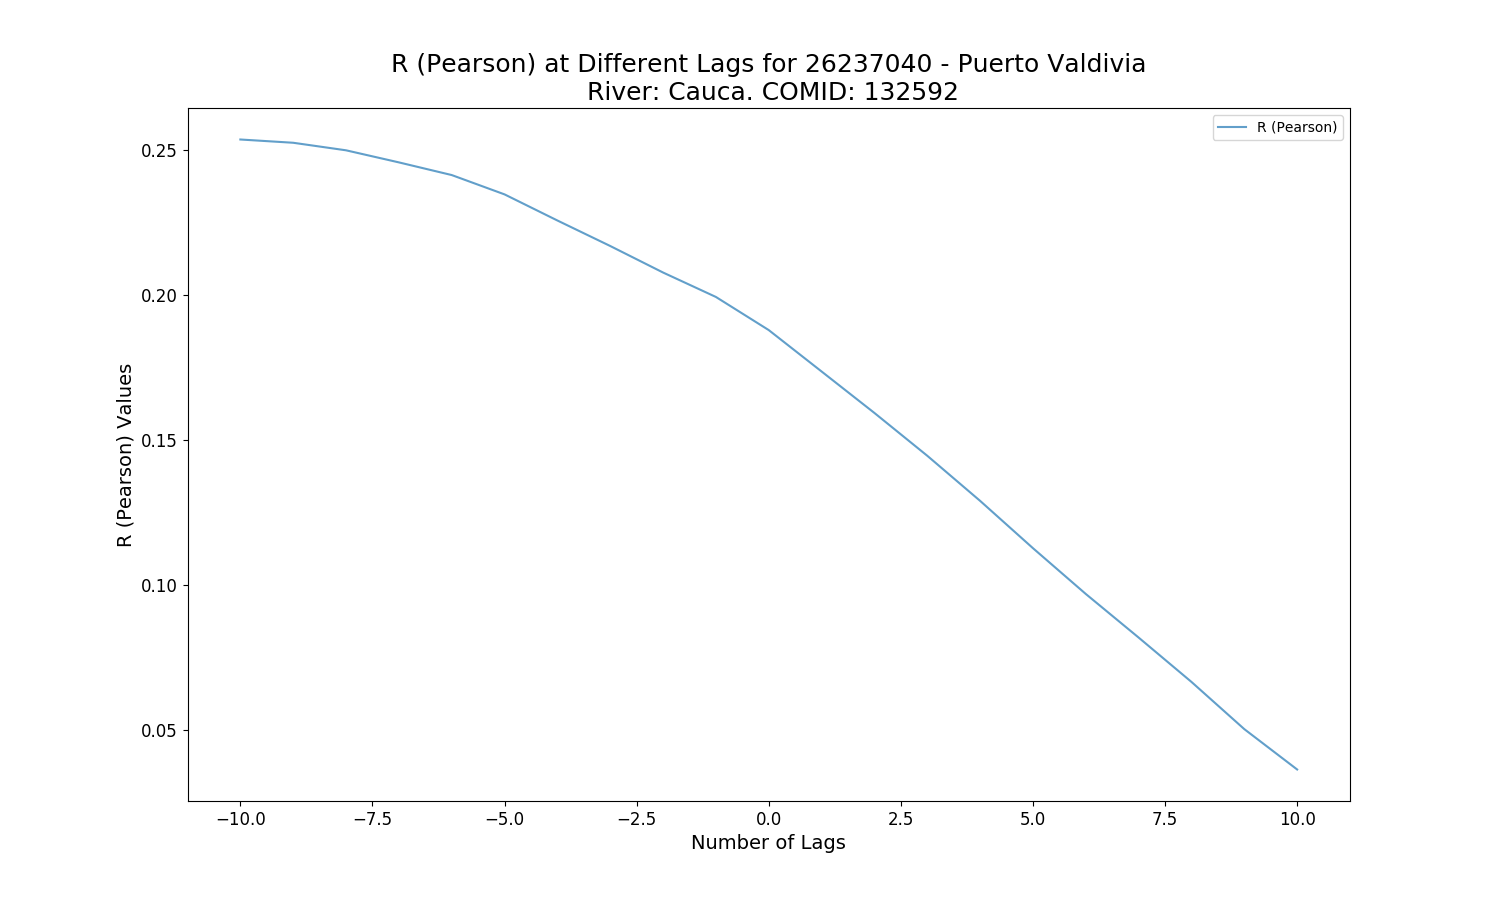 R (Pearson) at Different Lags for 26237040 - Puerto Valdivia
River: Cauca. COMID: 132592
R (Pearson)
0.25
0.20
0.15
0.10
0.05
R (Pearson) Values
−10.0
−7.5
−5.0
−2.5
0.0
2.5
5.0
7.5
10.0
Number of Lags